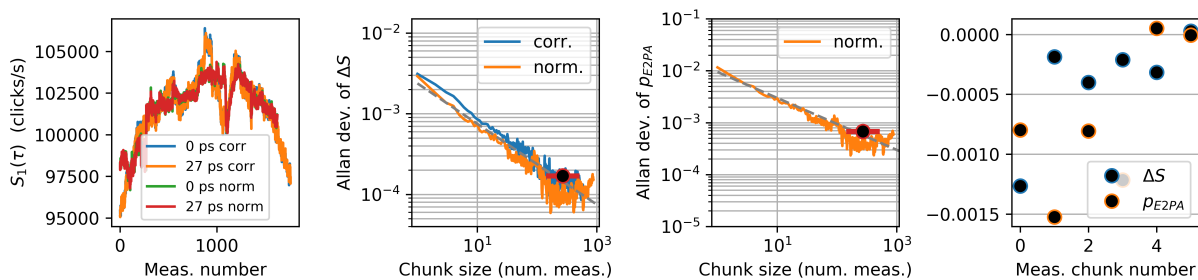 S₁(τ) (clicks/s)
105000
102500
100000
97500
95000
0 ps corr
27 ps corr
0 ps norm
27 ps norm
0
1000
Meas. number
Allan dev. of ΔS
10⁻²
10⁻³
10⁻⁴
corr.
norm.
10¹
10³
Chunk size (num. meas.)
Allan dev. of p_E2PA
10⁻¹
10⁻²
10⁻³
10⁻⁴
10⁻⁵
norm.
10¹
10³
Chunk size (num. meas.)
0.0000
−0.0005
−0.0010
−0.0015
ΔS
p_E2PA
0
2
4
Meas. chunk number